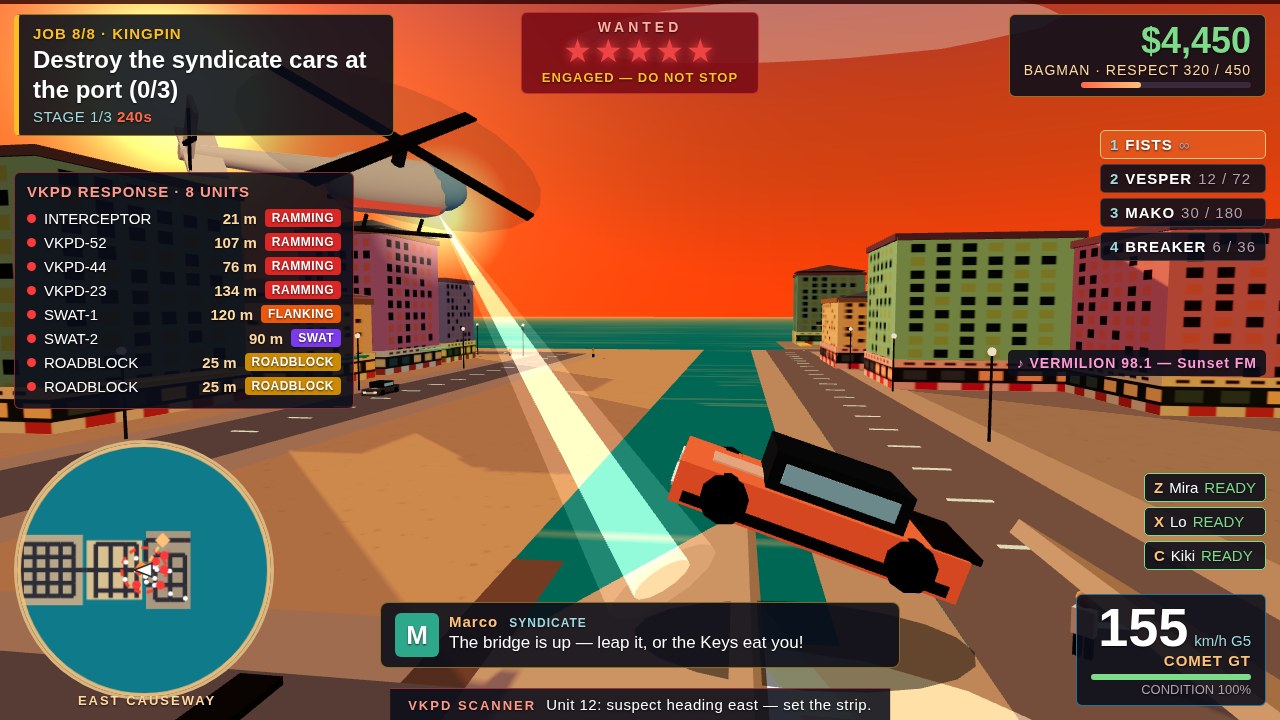 JOB 8/8 · KINGPIN
Destroy the syndicate cars at
the port (0/3)
STAGE 1/3 240s
WANTED
★★★★★
ENGAGED — DO NOT STOP
$4,450
BAGMAN · RESPECT 320 / 450
1 FISTS ∞
2 VESPER 12 / 72
3 MAKO 30 / 180
4 BREAKER 6 / 36
VKPD RESPONSE · 8 UNITS
INTERCEPTOR 21 m RAMMING
VKPD-52 107 m RAMMING
VKPD-44 76 m RAMMING
VKPD-23 134 m RAMMING
SWAT-1 120 m FLANKING
SWAT-2 90 m SWAT
ROADBLOCK 25 m ROADBLOCK
ROADBLOCK 25 m ROADBLOCK
♪ VERMILION 98.1 — Sunset FM
Z Mira READY
X Lo READY
C Kiki READY
M
Marco SYNDICATE
The bridge is up — leap it, or the Keys eat you!
155 km/h G5
COMET GT
CONDITION 100%
EAST CAUSEWAY
VKPD SCANNER Unit 12: suspect heading east — set the strip.